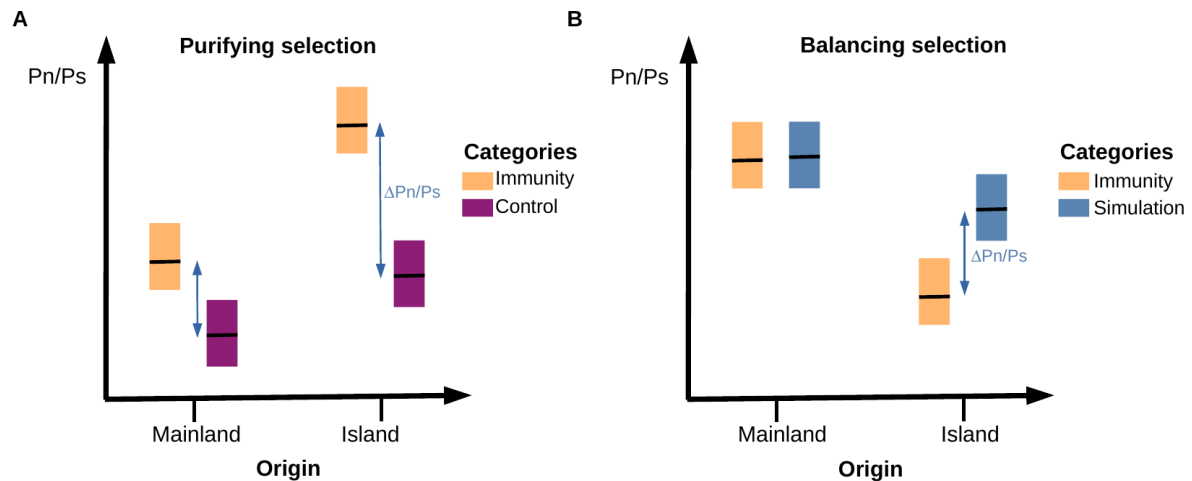 A
Purifying selection
Pn/Ps
Categories
Immunity
Control
ΔPn/Ps
Mainland
Island
Origin
B
Balancing selection
Pn/Ps
Categories
Immunity
Simulation
ΔPn/Ps
Mainland
Island
Origin